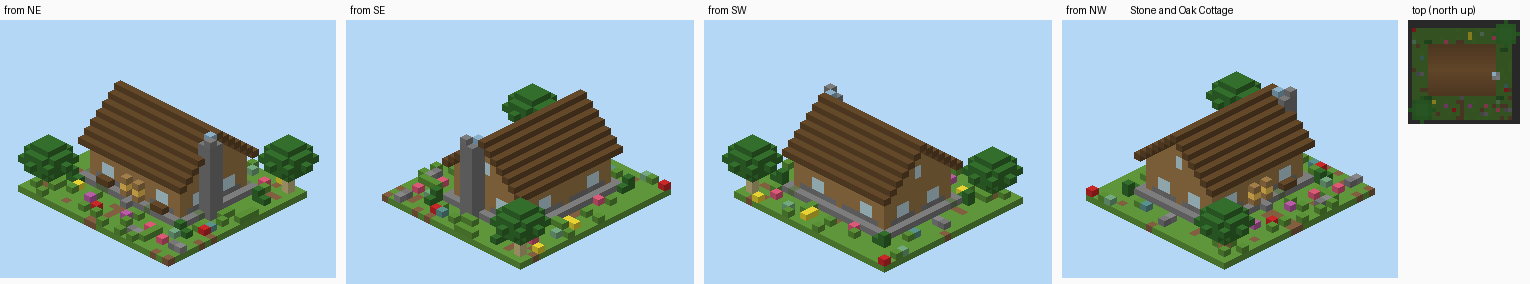 from NE
from SE
from SW
from NW
Stone and Oak Cottage
top (north up)